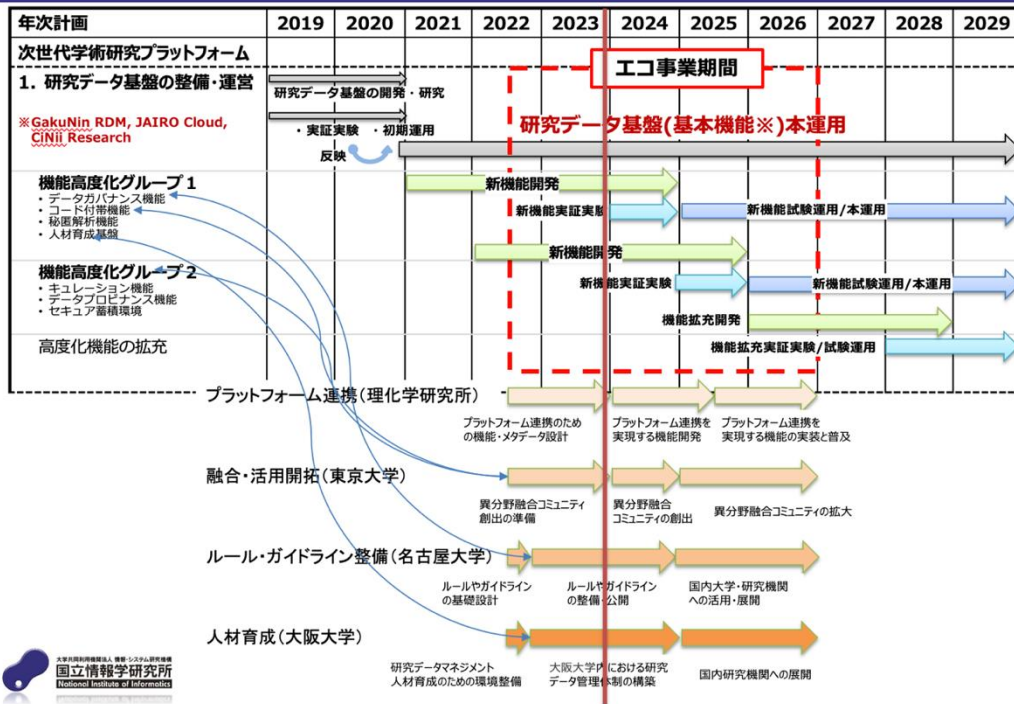 年次計画 2019 2020 2021 2022 2023 2024 2025 2026 2027 2028 2029
次世代学術研究プラットフォーム
エコ事業期間
1. 研究データ基盤の整備・運営
研究データ基盤の開発・研究
※GakuNin RDM, JAIRO Cloud,
CiNii Research
・実証実験 ・初期運用
研究データ基盤(基本機能※)本運用
反映
機能高度化グループ1
・データガバナンス機能
・コード付帯機能
・秘匿解析機能
・人材育成基盤
新機能開発
新機能実証実験
新機能試験運用/本運用
新機能開発
機能高度化グループ2
・キュレーション機能
・データプロビナンス機能
・セキュア蓄積環境
新機能実証実験
新機能試験運用/本運用
機能拡充開発
高度化機能の拡充
機能拡充実証実験/試験運用
プラットフォーム連携(理化学研究所)
プラットフォーム連携のため
の機能・メタデータ設計
プラットフォーム連携を
実現する機能開発
プラットフォーム連携を
実現する機能の実装と普及
融合・活用開拓(東京大学)
異分野融合コミュニティ
創出の準備
異分野融合
コミュニティの創出
異分野融合コミュニティの拡大
ルール・ガイドライン整備(名古屋大学)
ルールやガイドライン
の基礎設計
ルールやガイドライン
の整備・公開
国内大学・研究機関
への活用・展開
人材育成(大阪大学)
研究データマネジメント
人材育成のための環境整備
大阪大学内における研究
データ管理体制の構築
国内研究機関への展開
大学共同利用機関法人 情報・システム研究機構
国立情報学研究所
National Institute of Informatics